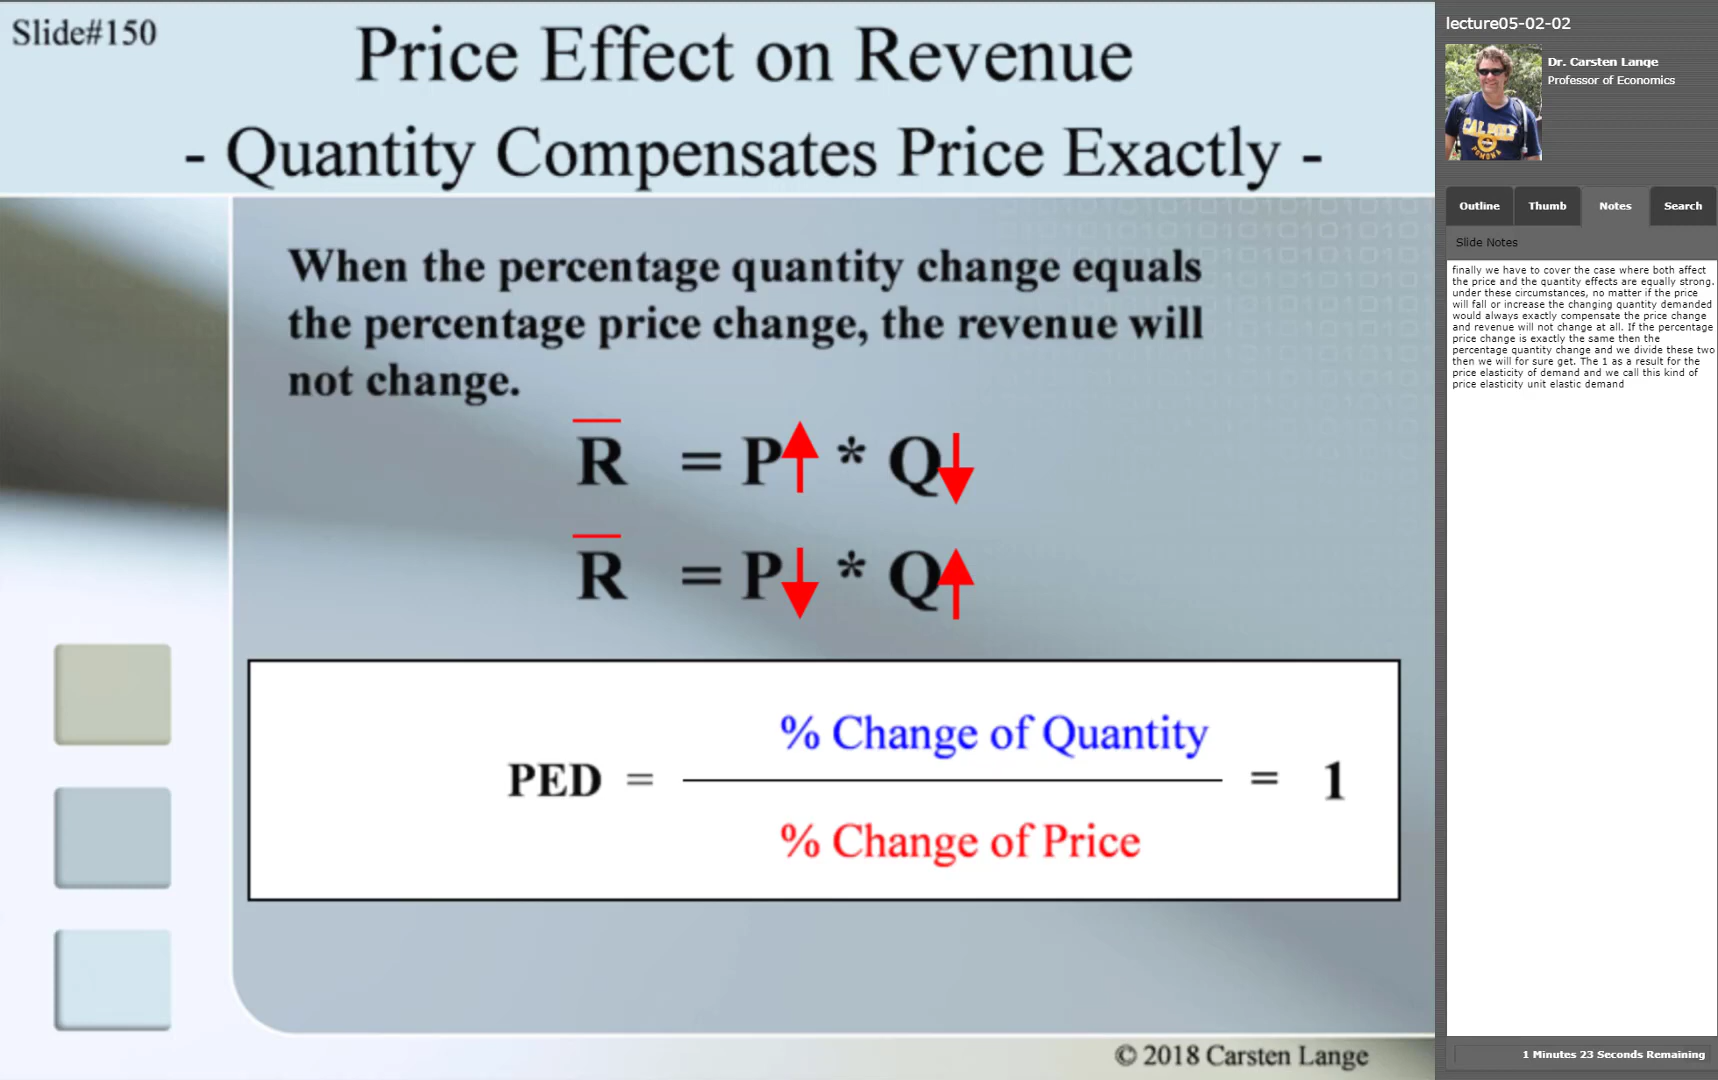 Slide#150
Price Effect on Revenue
- Quantity Compensates Price Exactly -
When the percentage quantity change equals
the percentage price change, the revenue will
not change.
R = P * Q
R = P * Q
% Change of Quantity
PED = = 1
% Change of Price
© 2018 Carsten Lange
lecture05-02-02
Dr. Carsten Lange
Professor of Economics
CAL POLY
POMONA
Outline Thumb Notes Search
Slide Notes
finally we have to cover the case where both affect
the price and the quantity effects are equally strong.
under these circumstances, no matter if the price
will fall or increase the changing quantity demanded
would always exactly compensate the price change
and revenue will not change at all. If the percentage
price change is exactly the same then the
percentage quantity change and we divide these two
then we will for sure get. The 1 as a result for the
price elasticity of demand and we call this kind of
price elasticity unit elastic demand
1 Minutes 23 Seconds Remaining